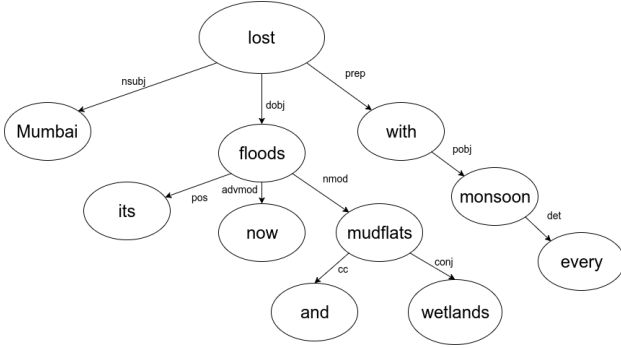 lost
nsubj
prep
dobj
Mumbai
with
floods
pobj
pos
advmod
nmod
monsoon
its
now
mudflats
det
every
cc
conj
and
wetlands